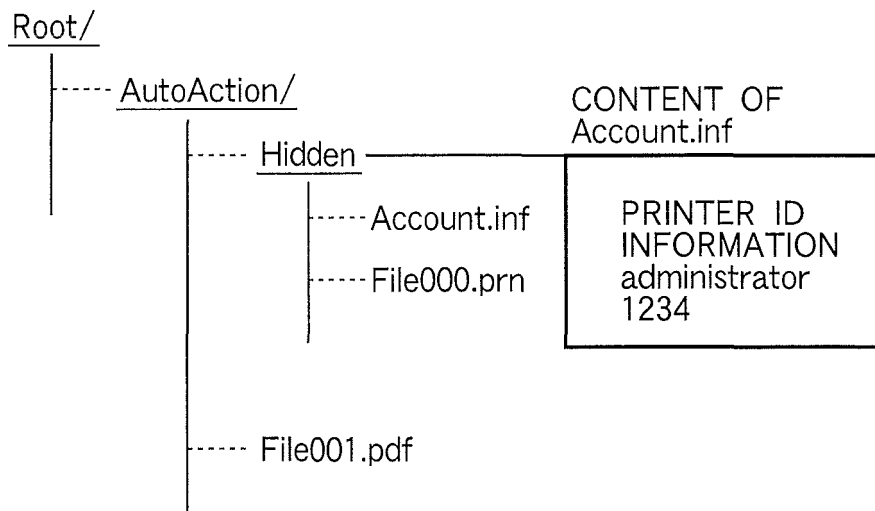 Root/
AutoAction/
CONTENT OF
Account.inf
Hidden
Account.inf
File000.prn
PRINTER ID
INFORMATION
administrator
1234
File001.pdf